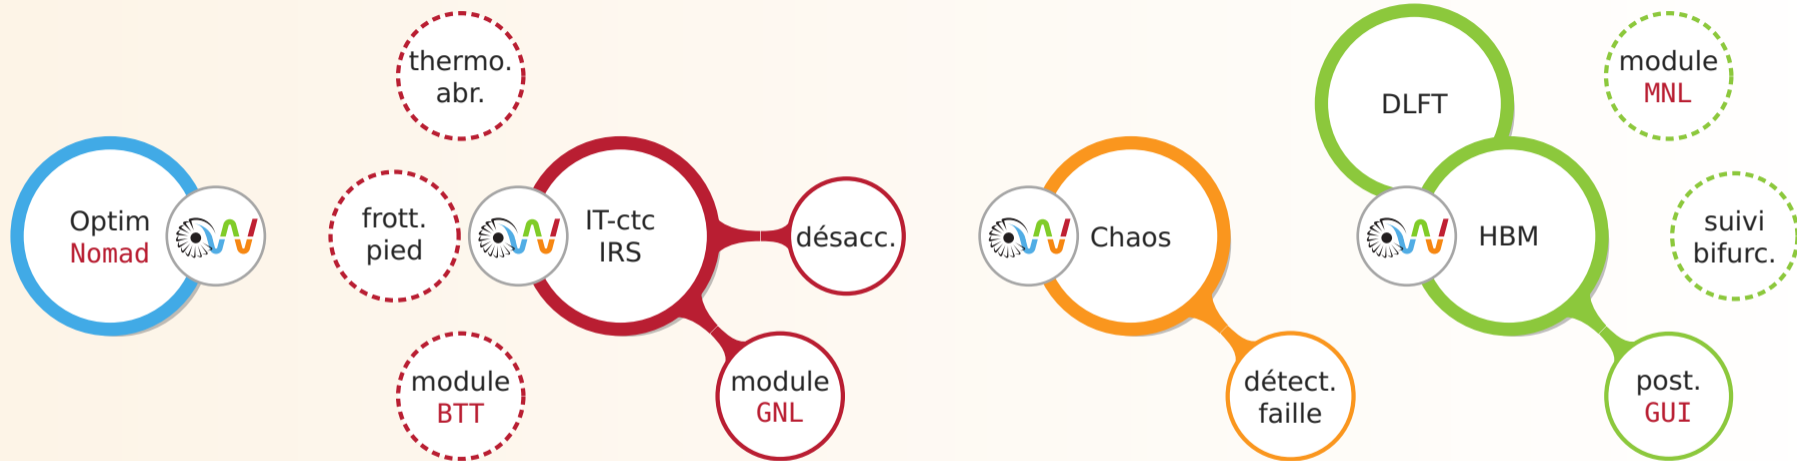 Optim
Nomad
thermo.
abr.
frott.
pied
module
BTT
IT-ctc
IRS
désacc.
module
GNL
Chaos
détect.
faille
DLFT
HBM
module
MNL
suivi
bifurc.
post.
GUI